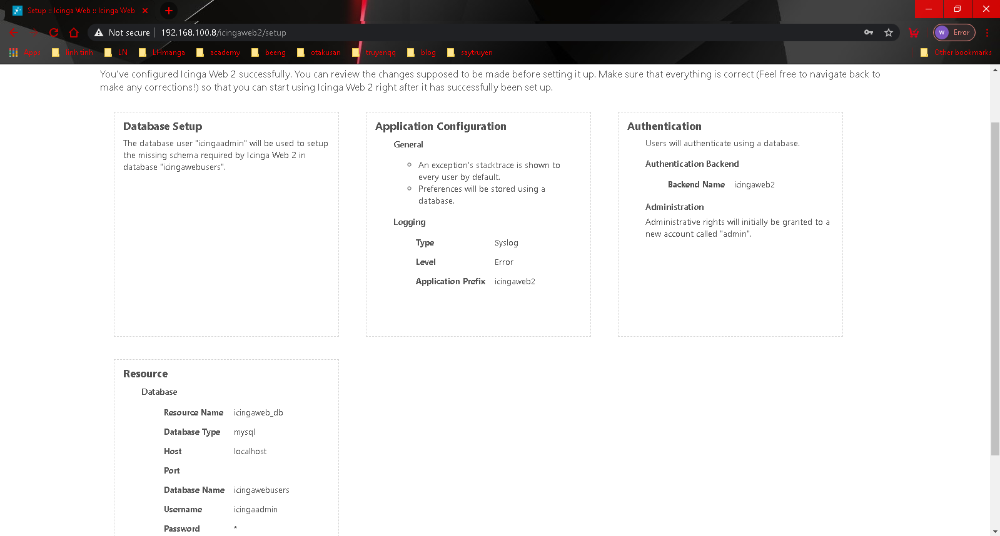 Setup :: Icinga Web :: Icinga Web
Not secure
192.168.100.8/icingaweb2/setup
W Error
Apps
linh tinh
LN
LHmanga
academy
beeng
otakusan
truyenqq
blog
saytruyen
Other bookmarks
You've configured Icinga Web 2 successfully. You can review the changes supposed to be made before setting it up. Make sure that everything is correct (Feel free to navigate back to
make any corrections!) so that you can start using Icinga Web 2 right after it has successfully been set up.
Database Setup
The database user "icingaadmin" will be used to setup
the missing schema required by Icinga Web 2 in
database "icingawebusers".
Application Configuration
General
An exception's stacktrace is shown to
every user by default.
Preferences will be stored using a
database.
Logging
Type Syslog
Level Error
Application Prefix icingaweb2
Authentication
Users will authenticate using a database.
Authentication Backend
Backend Name icingaweb2
Administration
Administrative rights will initially be granted to a
new account called "admin".
Resource
Database
Resource Name icingaweb_db
Database Type mysql
Host localhost
Port
Database Name icingawebusers
Username icingaadmin
Password *